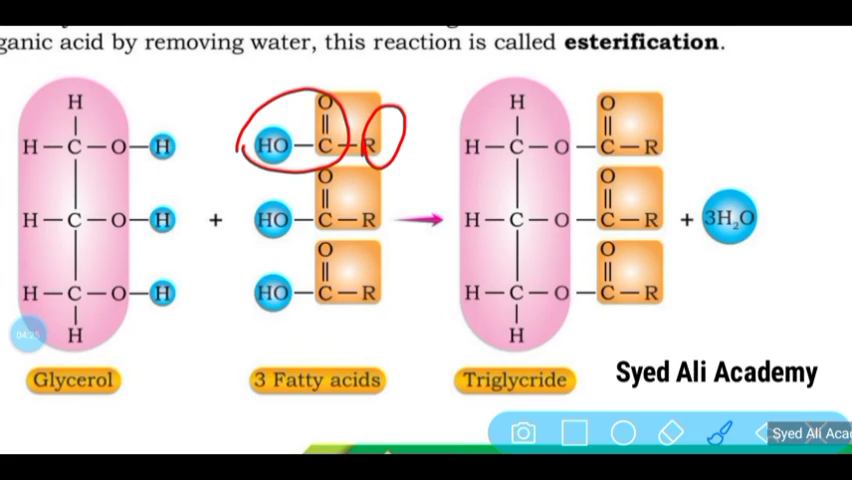 ganic acid by removing water, this reaction is called esterification.
H H
O O
H—C—O—H HO—C—R H—C—O—C—R
O O
H—C—O—H + HO—C—R H—C—O—C—R + 3H₂O
O O
H—C—O—H HO—C—R H—C—O—C—R
04:25 H H
Glycerol 3 Fatty acids Triglycride Syed Ali Academy
Syed Ali Aca